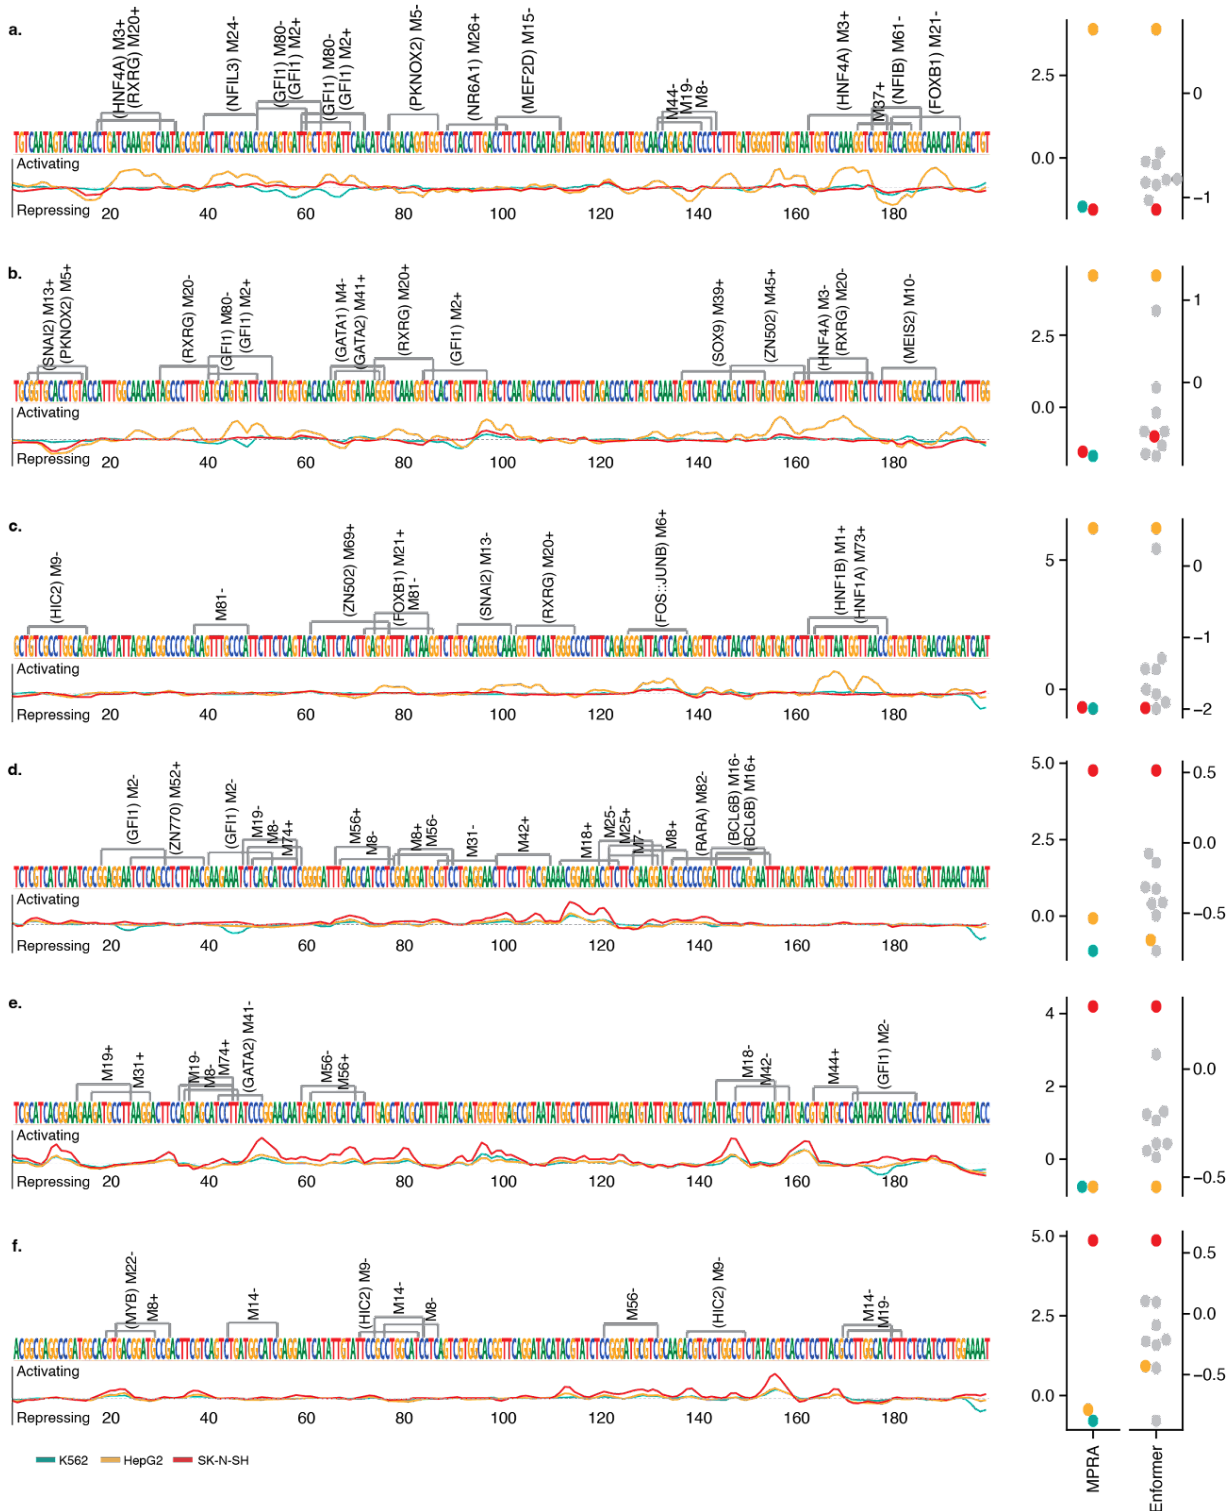 a.
(HNF4A) M3+
(RXRG) M20+
(NFIL3) M24-
(GFI1) M80-
(GFI1) M2+
(GFI1) M80-
(GFI1) M2+
(PKNOX2) M5-
(NR6A1) M26+
(MEF2D) M15-
M44-
M19-
M8-
(HNF4A) M3+
M37+
(NFIB) M61-
(FOXB1) M21-
Activating
Repressing
20 40 60 80 100 120 140 160 180
2.5
0.0
0
−1
b.
(SNAI2) M13+
(PKNOX2) M5+
(RXRG) M20-
(GFI1) M80-
(GFI1) M2+
(GATA1) M4-
(GATA2) M41+
(RXRG) M20+
(GFI1) M2+
(SOX9) M39+
(ZN502) M45+
(HNF4A) M3-
(RXRG) M20-
(MEIS2) M10-
Activating
Repressing
20 40 60 80 100 120 140 160 180
2.5
0.0
1
0
c.
(HIC2) M9-
M81-
(ZN502) M69+
(FOXB1) M21+
M81-
(SNAI2) M13-
(RXRG) M20+
(FOS::JUNB) M6+
(HNF1B) M1+
(HNF1A) M73+
Activating
Repressing
20 40 60 80 100 120 140 160 180
5
0
0
−1
−2
d.
(GFI1) M2-
(ZN770) M52+
(GFI1) M2-
M19-
M8-
M74+
M56+
M8-
M8+
M56-
M31-
M42+
M18+
M25-
M25+
M7-
M8+
(RARA) M82-
(BCL6B) M16-
(BCL6B) M16+
Activating
Repressing
20 40 60 80 100 120 140 160 180
5.0
2.5
0.0
0.5
0.0
−0.5
e.
M19+
M31+
M19-
M8-
M74+
(GATA2) M41-
M56-
M56+
M18-
M42-
M44+
(GFI1) M2-
Activating
Repressing
20 40 60 80 100 120 140 160 180
4
2
0
0.0
−0.5
f.
(MYB) M22-
M8+
M14-
(HIC2) M9-
M14-
M8-
M56-
(HIC2) M9-
M14-
M19-
Activating
Repressing
20 40 60 80 100 120 140 160 180
5.0
2.5
0.0
0.5
0.0
−0.5
MPRA
Enformer
K562 HepG2 SK-N-SH